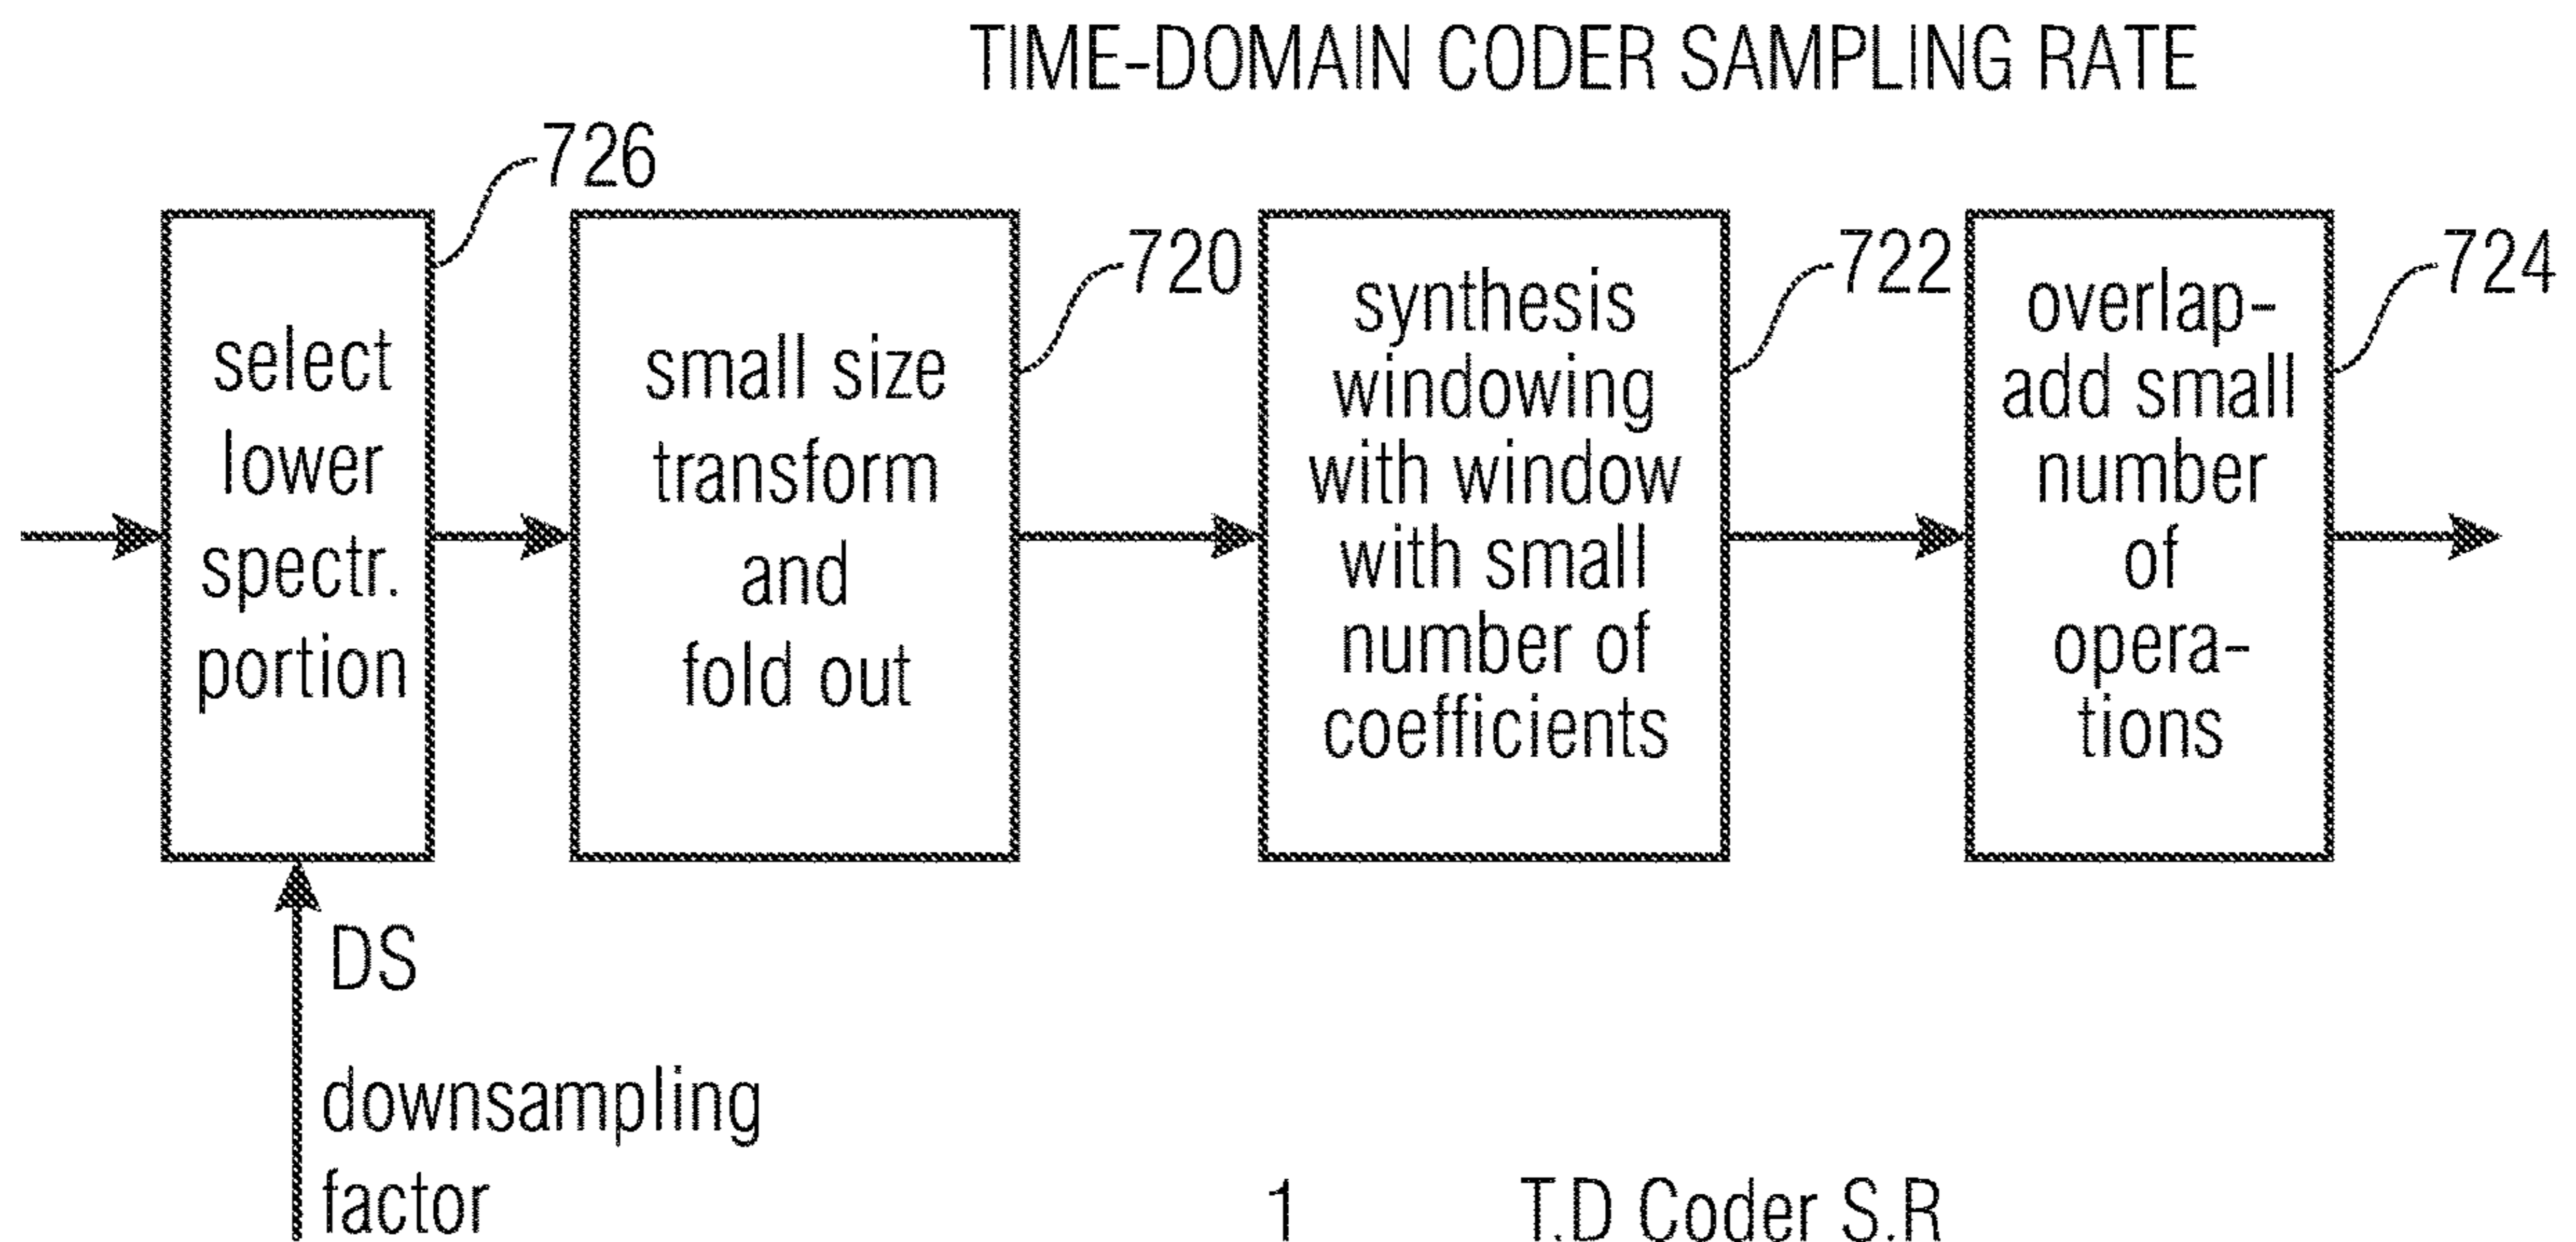 TIME-DOMAIN CODER SAMPLING RATE
726
select
lower
spectr.
portion
720
small size
transform
and
fold out
722
synthesis
windowing
with window
with small
number of
coefficients
724
overlap-
add small
number
of
opera-
tions
DS
downsampling
factor
1 T.D Coder S.R